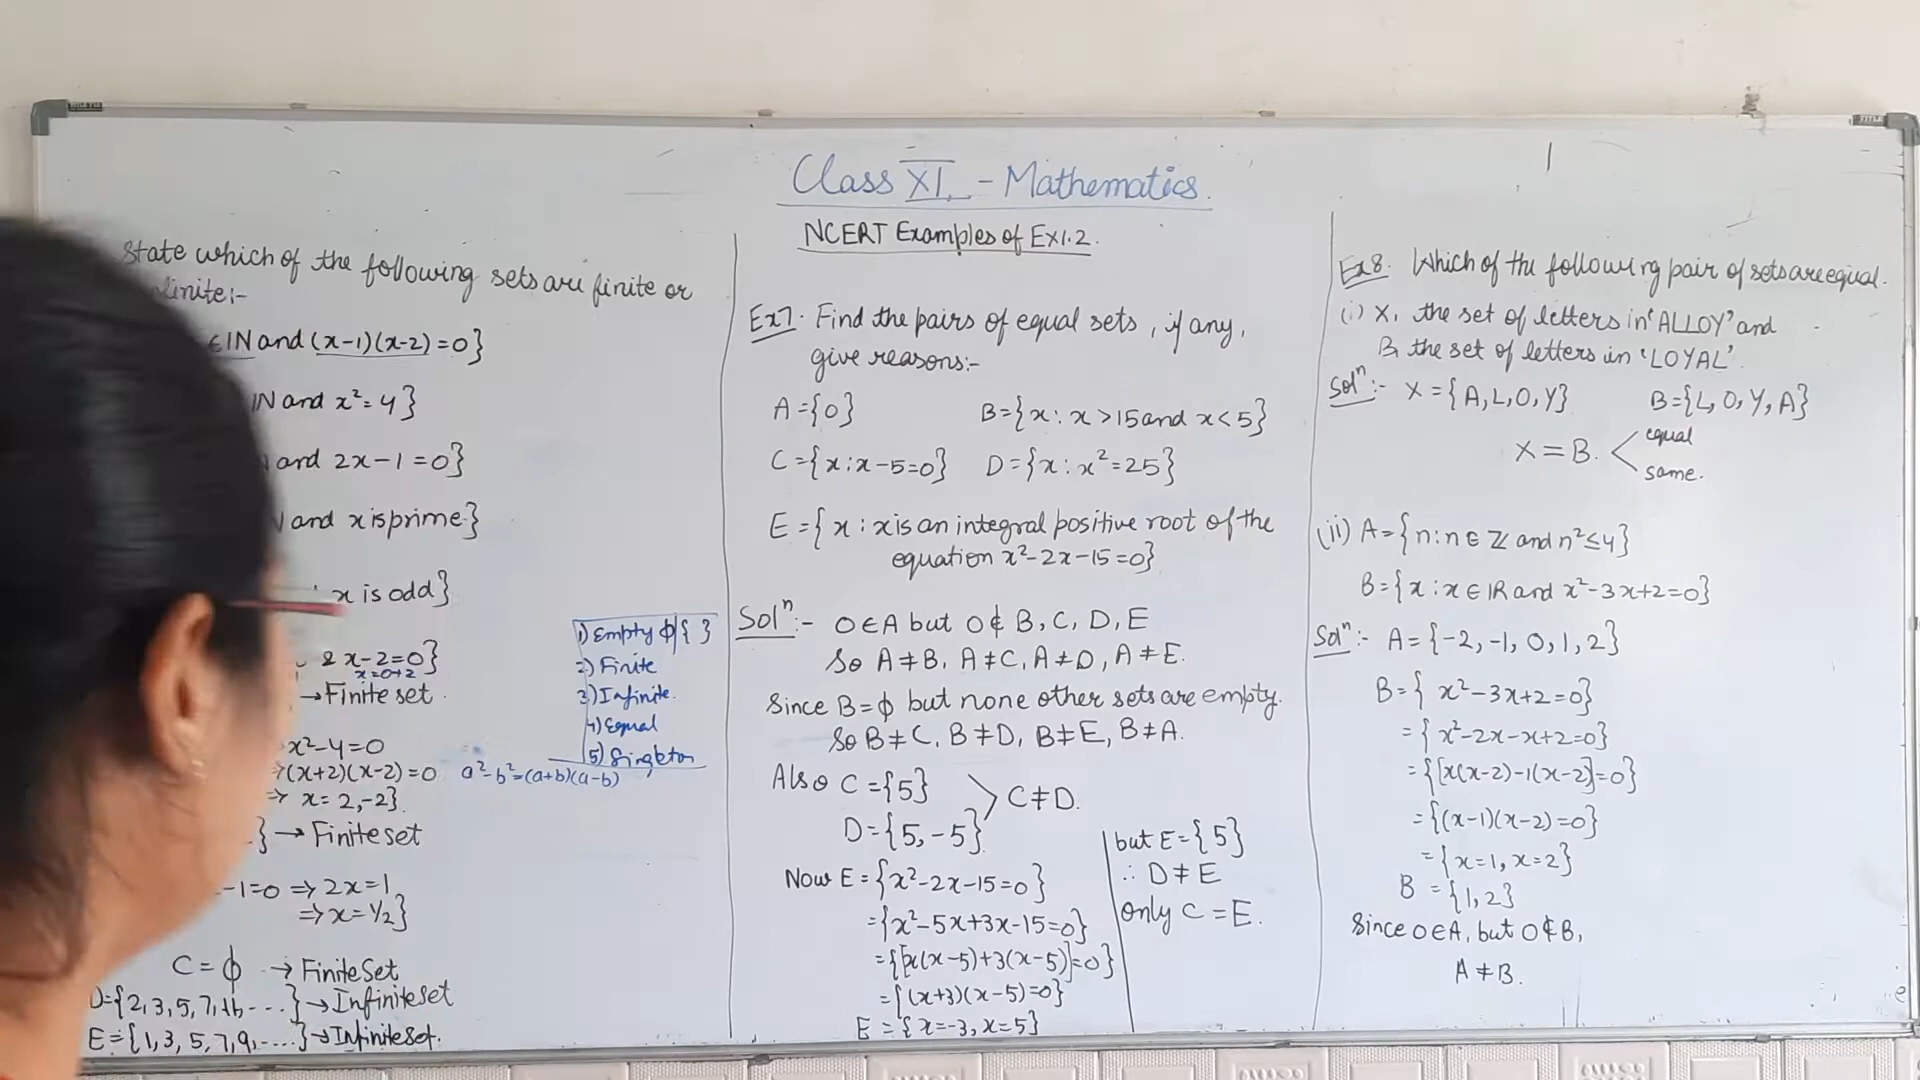 Class XI - Mathematics.
NCERT Examples of Ex1.2.
State which of the following sets are finite or
finite:-
∈ IN and (x-1)(x-2)=0}
IN and x²=4}
and 2x-1=0}
and x is prime}
x is odd}
& x-2=0}
x=0+2
→Finite set.
x²-4=0
⇒(x+2)(x-2)=0 a²-b²=(a+b)(a-b)
⇒ x=2,-2}.
} → Finite set
-1=0 ⇒ 2x=1
⇒x=1/2}
C=ϕ → Finite Set
D={2,3,5,7,11,....} → Infinite set
E={1,3,5,7,9,....} → Infinite set.
1) Empty ϕ/{ }
2) Finite
3) Infinite.
4) Equal
5) Singleton
Ex7. Find the pairs of equal sets, if any,
give reasons:-
A={0} B={x:x>15 and x<5}
C={x:x-5=0} D={x:x²=25}
E={x:x is an integral positive root of the
equation x²-2x-15=0}
Solⁿ:- 0∈A but 0∉B,C,D,E
So A≠B, A≠C, A≠D, A≠E.
Since B=ϕ but none other sets are empty.
So B≠C, B≠D, B≠E, B≠A.
Also C={5}
D={5,-5} C≠D.
Now E={x²-2x-15=0}
={x²-5x+3x-15=0}
={[x(x-5)+3(x-5)]=0}
={(x+3)(x-5)=0}
E={x=-3, x=5}
but E={5}
∴ D≠E
only C=E.
Ex8. Which of the following pair of sets are equal.
(i) X, the set of letters in 'ALLOY' and
B, the set of letters in 'LOYAL'.
Solⁿ:- X={A,L,O,Y} B={L,O,Y,A}
X=B. equal
same.
(ii) A={n:n∈Z and n²≤4}
B={x:x∈IR and x²-3x+2=0}
Solⁿ:- A={-2,-1,0,1,2}
B={x²-3x+2=0}
={x²-2x-x+2=0}
={[x(x-2)-1(x-2)]=0}
={(x-1)(x-2)=0}
={x=1,x=2}
B={1,2}
Since 0∈A, but 0∉B,
A≠B.